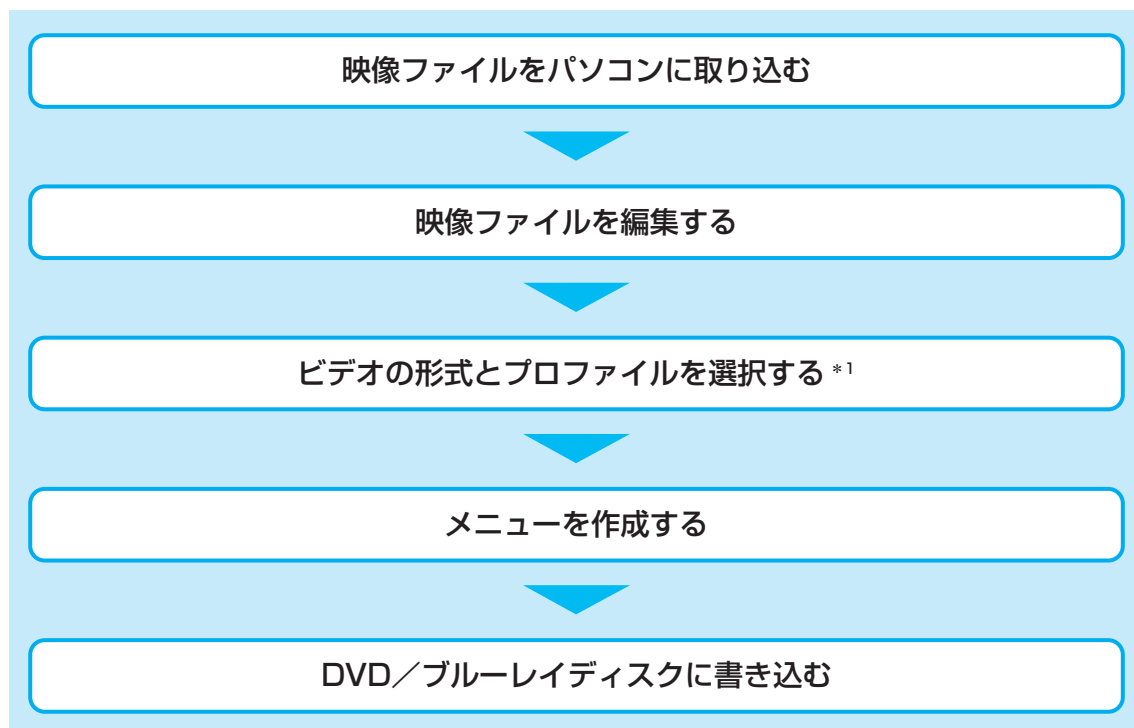 映像ファイルをパソコンに取り込む
映像ファイルを編集する
ビデオの形式とプロファイルを選択する *1
メニューを作成する
DVD／ブルーレイディスクに書き込む